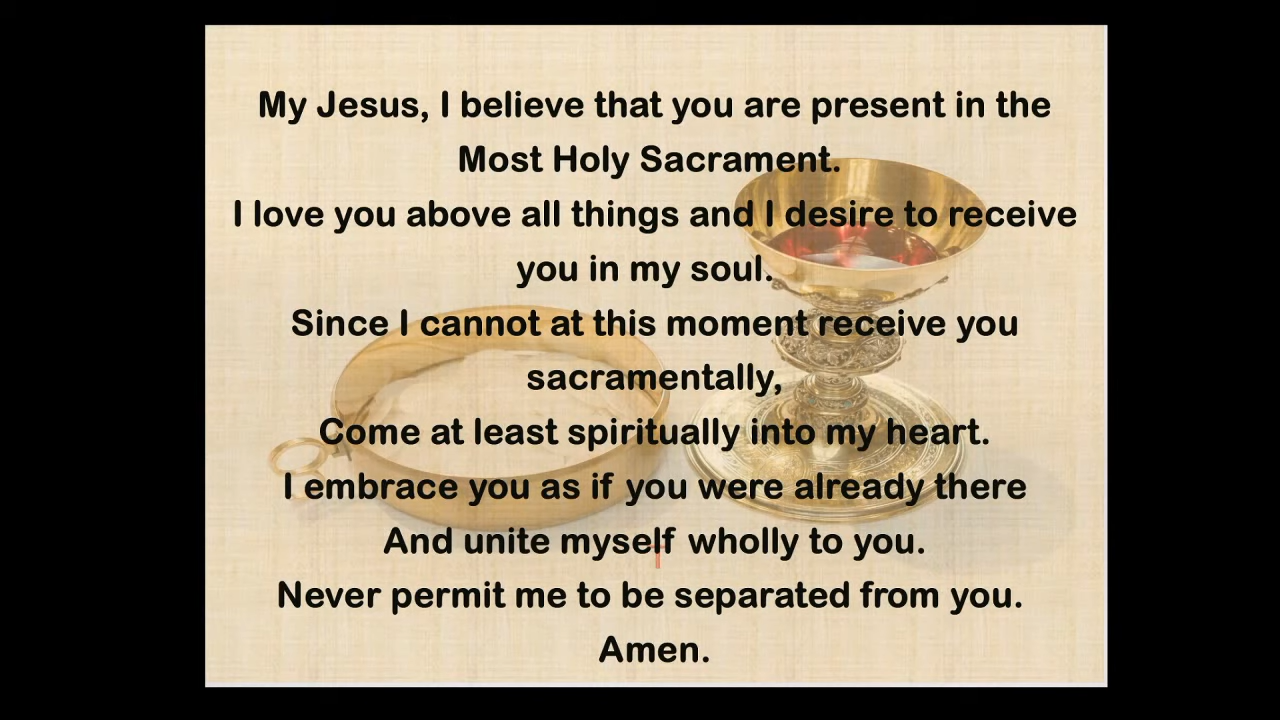 My Jesus, I believe that you are present in the
Most Holy Sacrament.
I love you above all things and I desire to receive
you in my soul.
Since I cannot at this moment receive you
sacramentally,
Come at least spiritually into my heart.
I embrace you as if you were already there
And unite myself wholly to you.
Never permit me to be separated from you.
Amen.